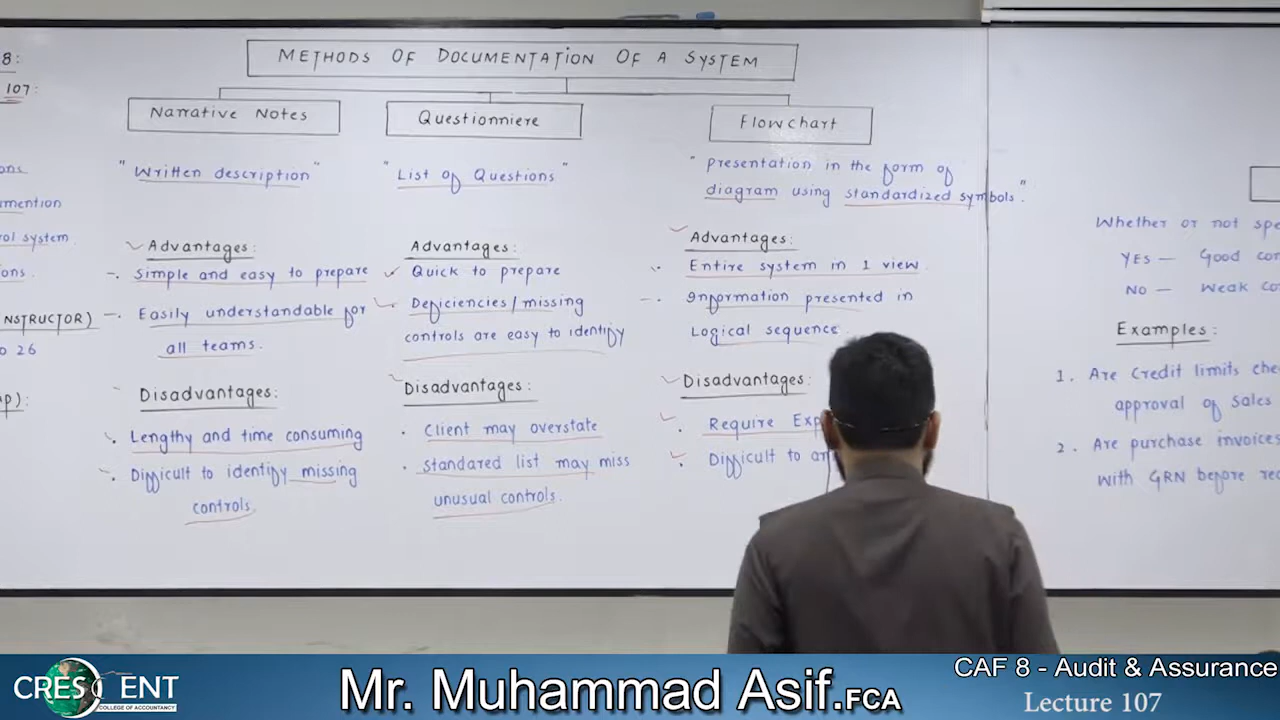 8:
107:
METHODS OF DOCUMENTATION OF A SYSTEM
Narrative Notes
"Written description"
Advantages:
Simple and easy to prepare
Easily understandable for
all teams.
Disadvantages:
Lengthy and time consuming
Difficult to identify missing
controls.
Questionniere
"List of Questions"
Advantages:
Quick to prepare
Deficiencies/missing
controls are easy to identify
Disadvantages:
Client may overstate
standared list may miss
unusual controls.
Flowchart
"presentation in the form of
diagram using standardized symbols".
Advantages:
Entire system in 1 view
Information presented in
Logical sequence.
Disadvantages:
Require
Difficult to
Whether or not
YES - Good
NO - Weak
Examples:
1. Are Credit limits
approval of sales
2. Are purchase invoices
with GRN before
system
26
CRESCENT
COLLEGE OF ACCOUNTANCY
Mr. Muhammad Asif.FCA
CAF 8 - Audit & Assurance
Lecture 107